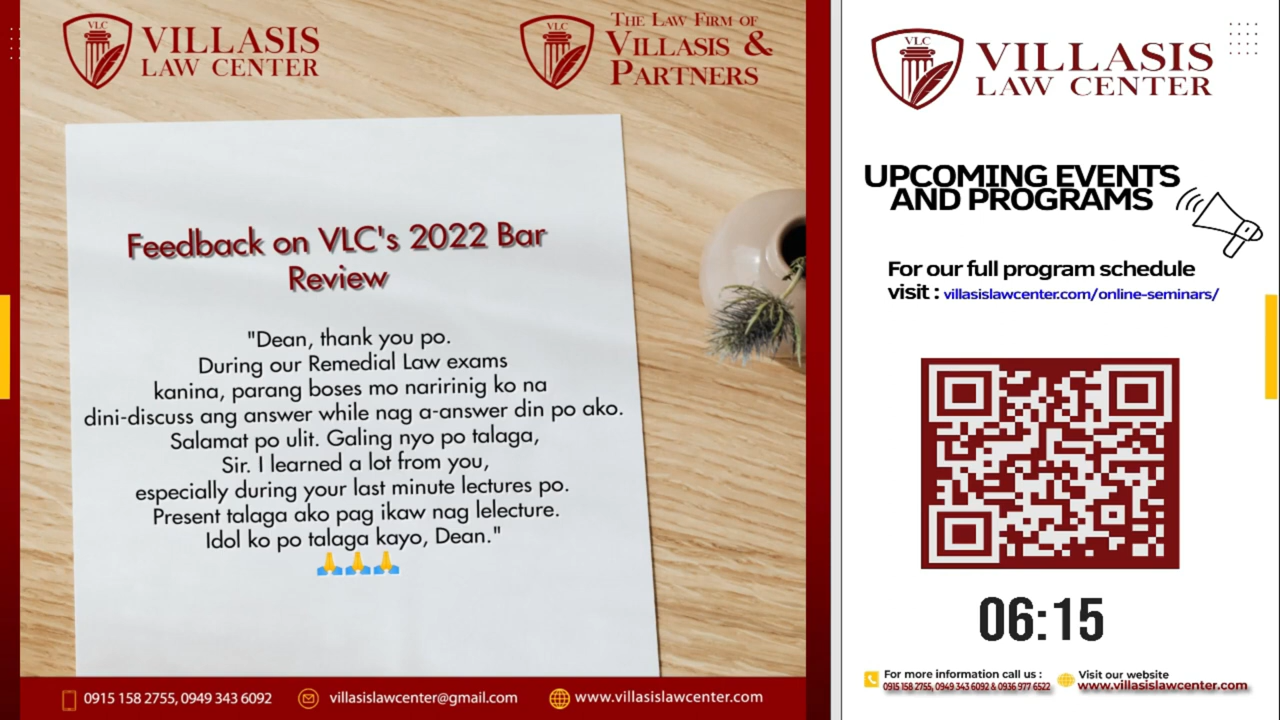 VLC
VILLASIS
LAW CENTER
VLC
THE LAW FIRM OF
VILLASIS &
PARTNERS
Feedback on VLC's 2022 Bar
Review
"Dean, thank you po.
During our Remedial Law exams
kanina, parang boses mo naririnig ko na
dini-discuss ang answer while nag a-answer din po ako.
Salamat po ulit. Galing nyo po talaga,
Sir. I learned a lot from you,
especially during your last minute lectures po.
Present talaga ako pag ikaw nag lelecture.
Idol ko po talaga kayo, Dean."
🙏🙏🙏
0915 158 2755, 0949 343 6092
villasislawcenter@gmail.com
www.villasislawcenter.com
VLC
VILLASIS
LAW CENTER
UPCOMING EVENTS
AND PROGRAMS
For our full program schedule
visit : villasislawcenter.com/online-seminars/
06:15
For more information call us :
0915 158 2755, 0949 343 6092 & 0936 977 6522
Visit our website
www.villasislawcenter.com